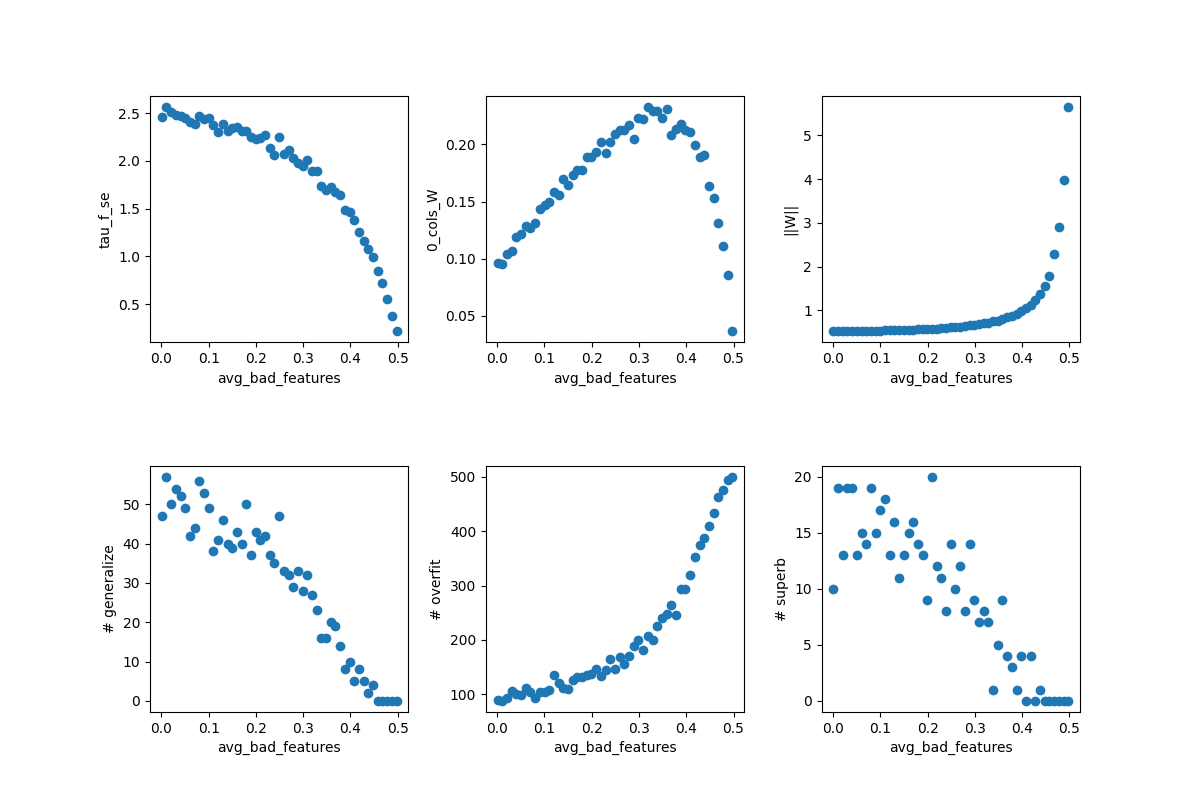 tau_f_se
2.5
2.0
1.5
1.0
0.5
0.0 0.1 0.2 0.3 0.4 0.5
avg_bad_features
0_cols_W
0.20
0.15
0.10
0.05
0.0 0.1 0.2 0.3 0.4 0.5
avg_bad_features
||W||
5
4
3
2
1
0.0 0.1 0.2 0.3 0.4 0.5
avg_bad_features
# generalize
50
40
30
20
10
0
0.0 0.1 0.2 0.3 0.4 0.5
avg_bad_features
# overfit
500
400
300
200
100
0.0 0.1 0.2 0.3 0.4 0.5
avg_bad_features
# superb
20
15
10
5
0
0.0 0.1 0.2 0.3 0.4 0.5
avg_bad_features